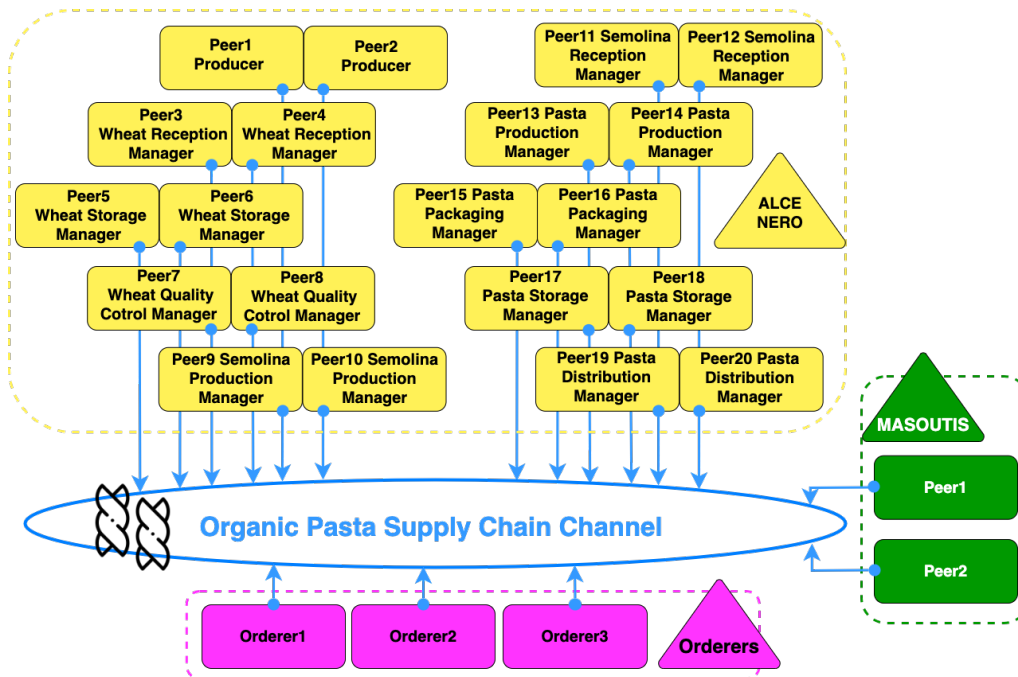 Peer1
Producer
Peer2
Producer
Peer11 Semolina
Reception
Manager
Peer12 Semolina
Reception
Manager
Peer3
Wheat Reception
Manager
Peer4
Wheat Reception
Manager
Peer13 Pasta
Production
Manager
Peer14 Pasta
Production
Manager
Peer5
Wheat Storage
Manager
Peer6
Wheat Storage
Manager
Peer15 Pasta
Packaging
Manager
Peer16 Pasta
Packaging
Manager
ALCE
NERO
Peer7
Wheat Quality
Cotrol Manager
Peer8
Wheat Quality
Cotrol Manager
Peer17
Pasta Storage
Manager
Peer18
Pasta Storage
Manager
Peer9 Semolina
Production
Manager
Peer10 Semolina
Production
Manager
Peer19 Pasta
Distribution
Manager
Peer20 Pasta
Distribution
Manager
MASOUTIS
Peer1
Peer2
Organic Pasta Supply Chain Channel
Orderer1
Orderer2
Orderer3
Orderers